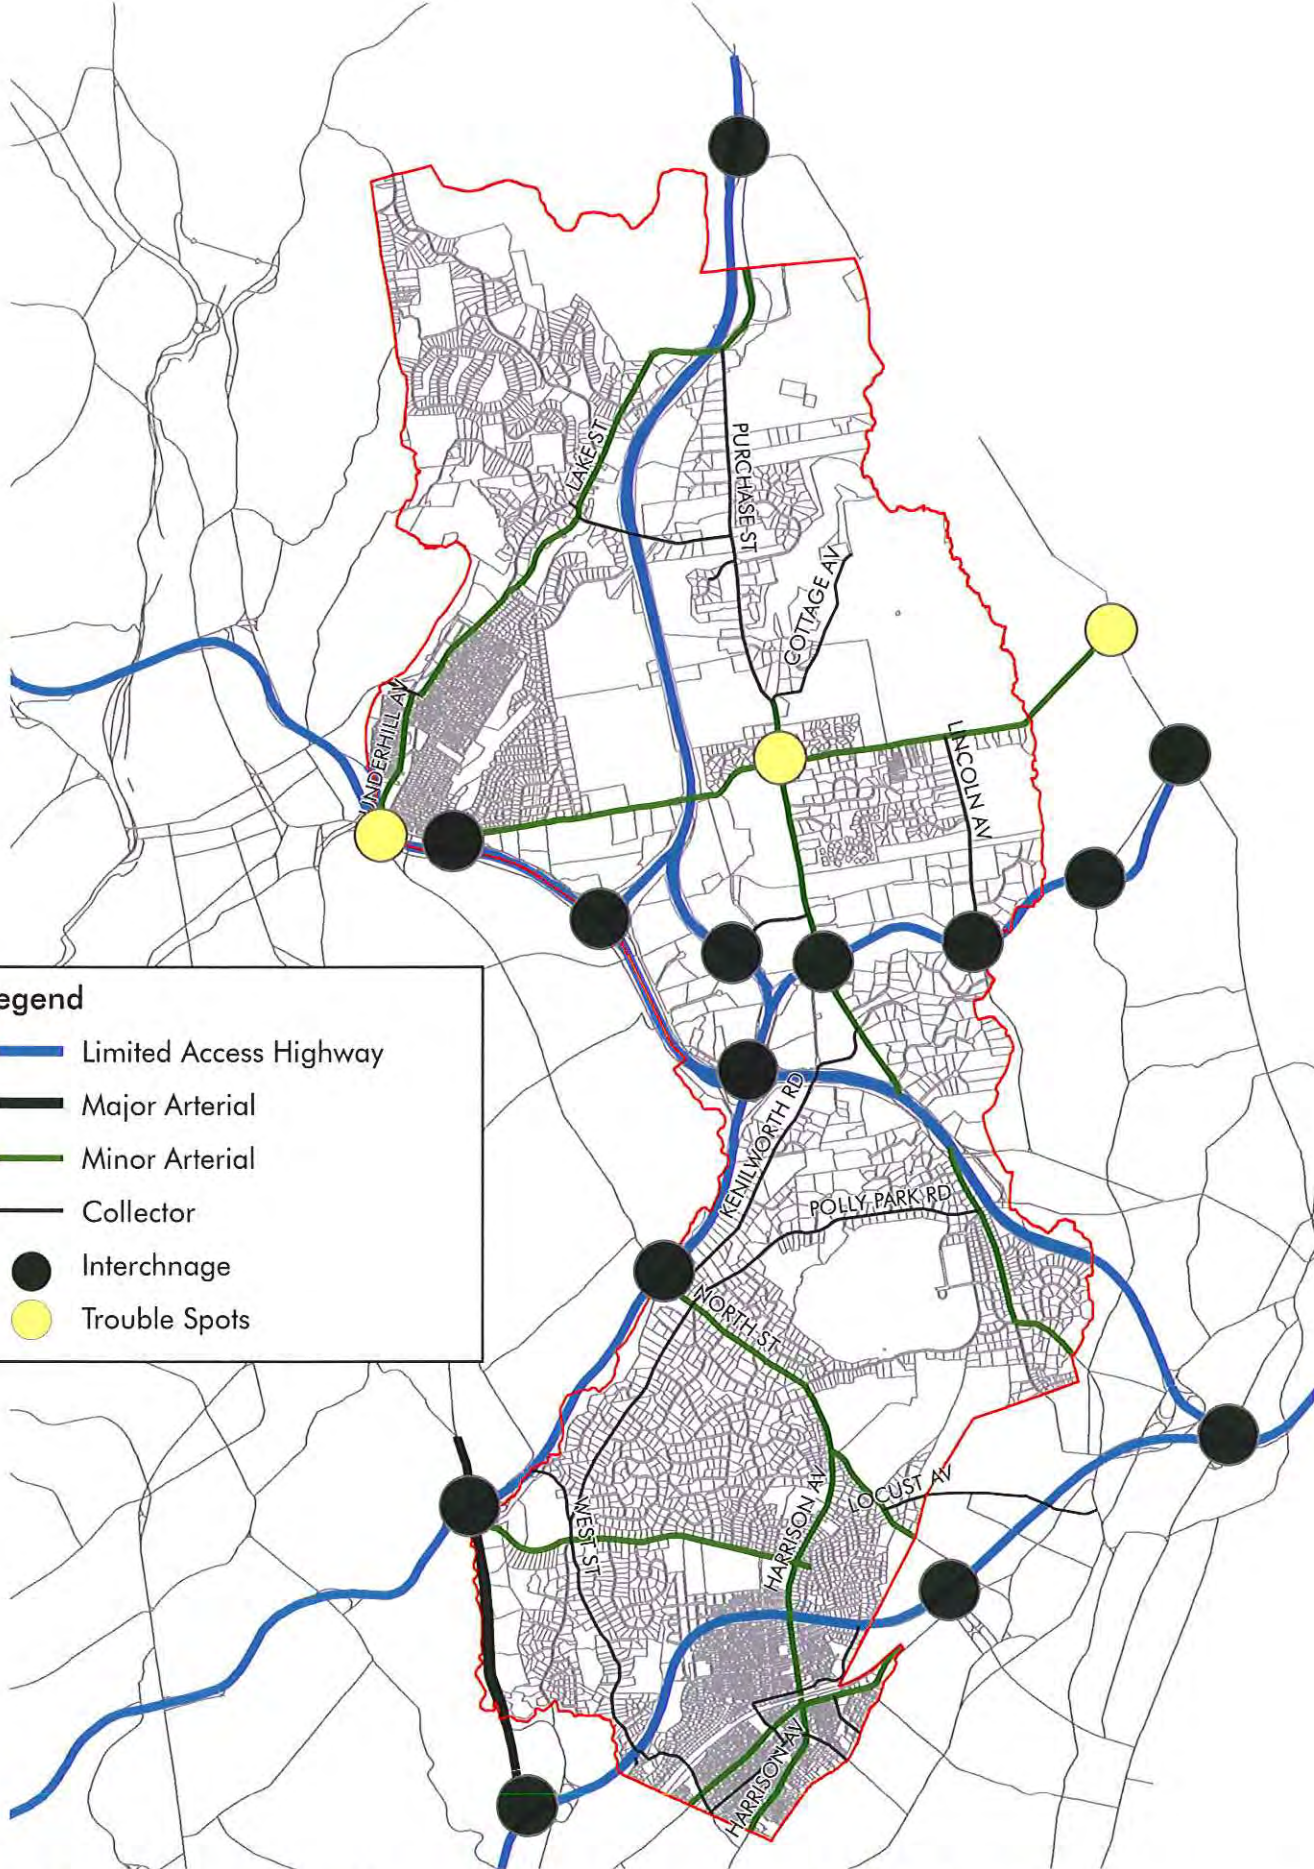 LAKE ST
PURCHASE ST
COTTAGE AV
UNDERHILL AV
LINCOLN AV
egend
Limited Access Highway
Major Arterial
Minor Arterial
Collector
Interchnage
Trouble Spots
KENILWORTH RD
POLLY PARK RD
NORTH ST
HARRISON AV
LOCUST AV
WEST ST
HARRISON AV